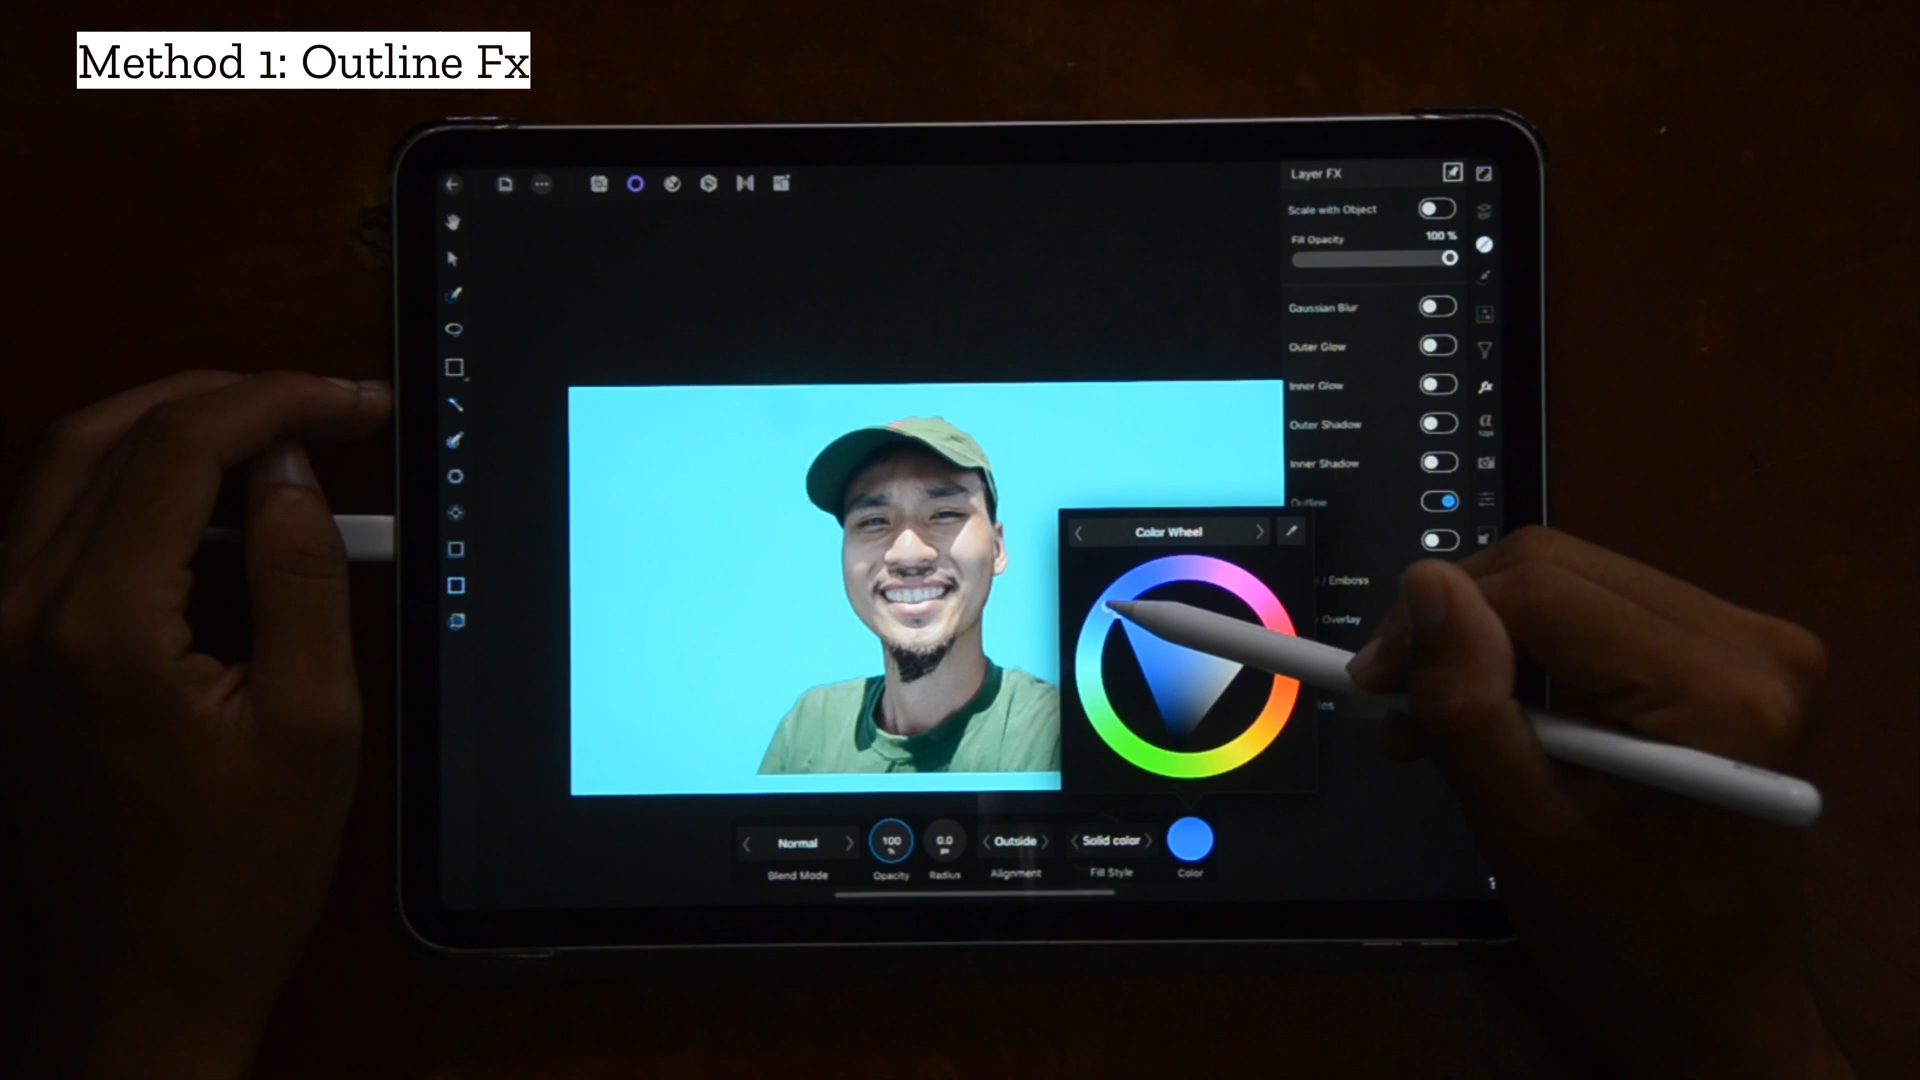 Method 1: Outline Fx
Layer FX
Scale with Object
Fill Opacity
100 %
Gaussian Blur
Outer Glow
Inner Glow
Outer Shadow
Inner Shadow
Outline
Color Wheel
/ Emboss
Overlay
Normal
100
%
0.0
px
Outside
Solid color
Blend Mode
Opacity
Radius
Alignment
Fill Style
Color